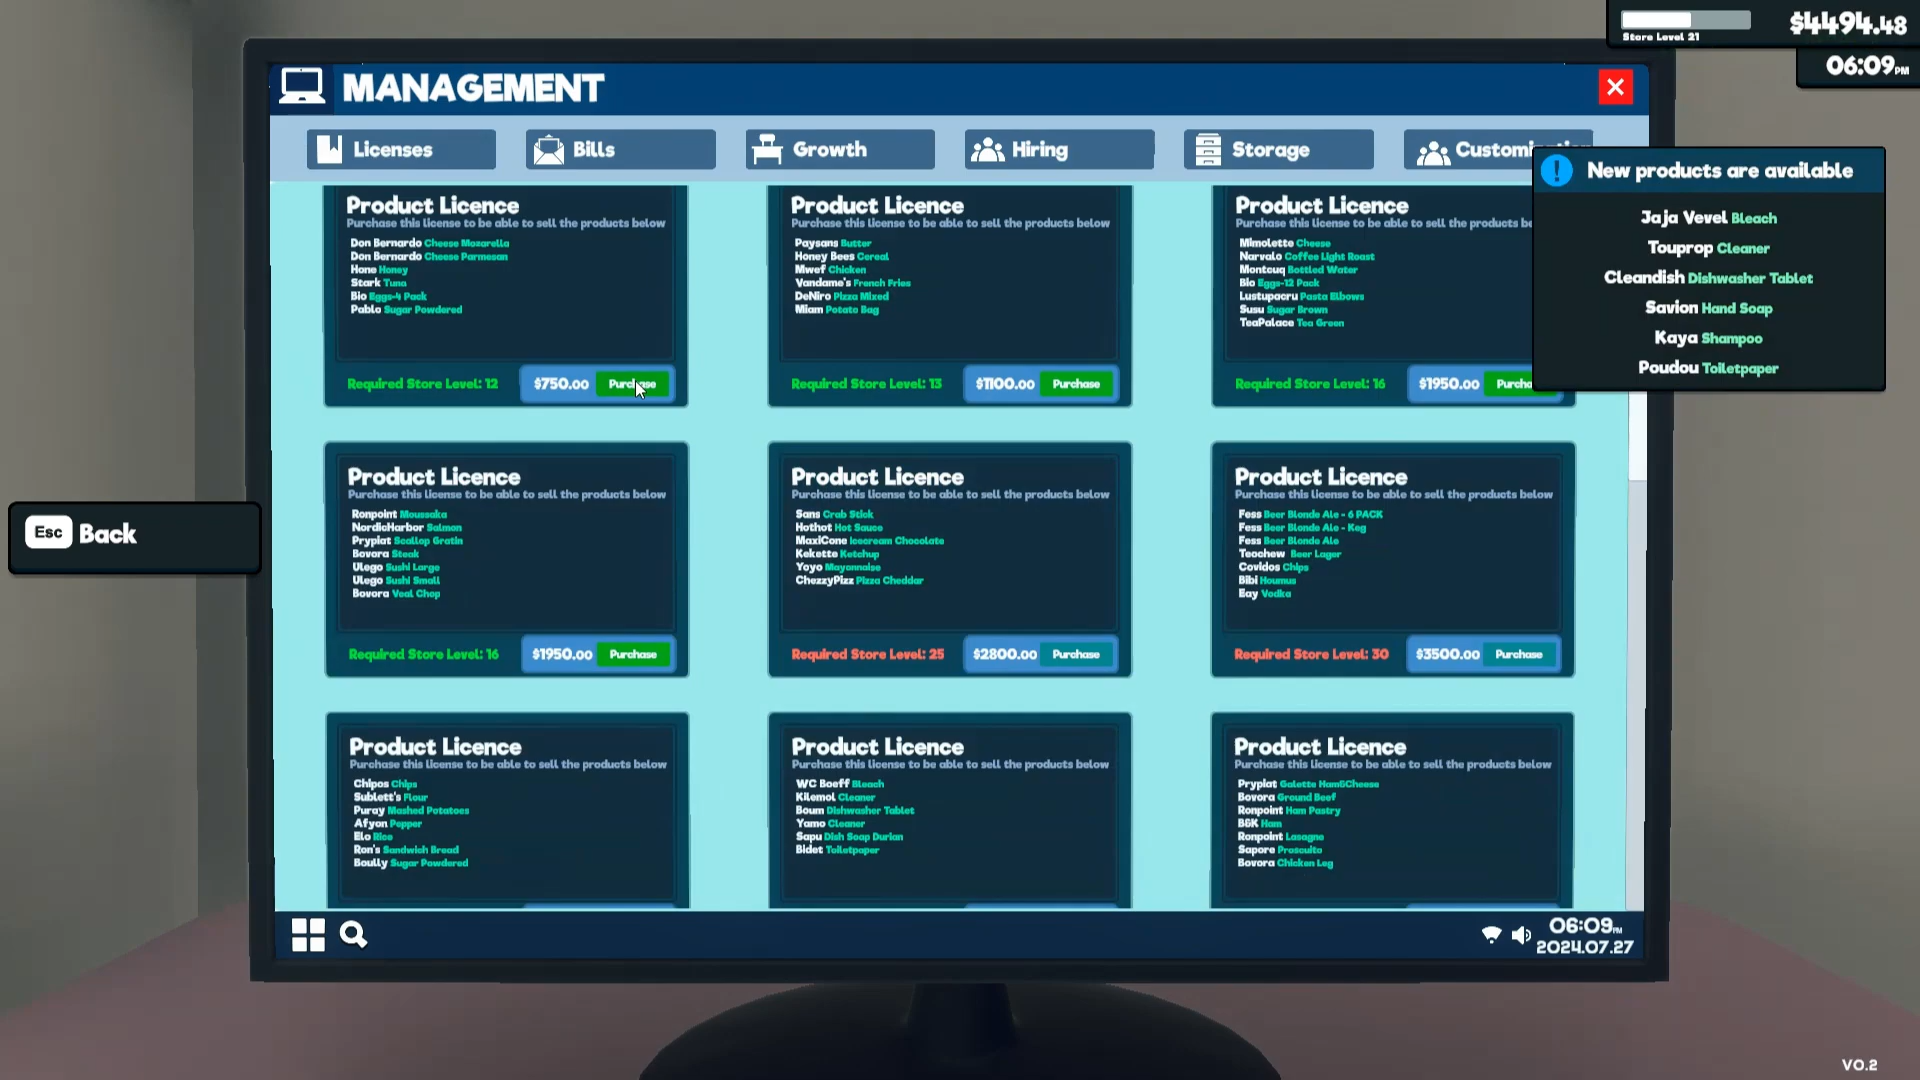 $4494.48
Store Level 21
06:09PM
MANAGEMENT
Licenses
Bills
Growth
Hiring
Storage
New products are available
Jaja Vevel Bleach
Touprop Cleaner
Cleandish Dishwasher Tablet
Savion Hand Soap
Kaya Shampoo
Poudou Toiletpaper
Product Licence
Purchase this license to be able to sell the products below
Don Bernardo Cheese Mozarella
Don Bernardo Cheese Parmesan
Hone Honey
Stark Tuna
Bio Eggs-4 Pack
Pablo Sugar Powdered
Required Store Level: 12
$750.00
Purchase
Product Licence
Purchase this license to be able to sell the products below
Paysans Butter
Honey Bees Cereal
Mwef Chicken
Vandame's French Fries
DeNiro Pizza Mixed
Miam Potato Bag
Required Store Level: 13
$1100.00
Purchase
Product Licence
Purchase this license to be able to sell the products
Mimolette Cheese
Narvalo Coffee Light Roast
Montcuq Bottled Water
Bio Eggs-12 Pack
Lustupacru Pasta Elbows
Susu Sugar Brown
TeaPalace Tea Green
Required Store Level: 16
$1950.00
Esc Back
Product Licence
Purchase this license to be able to sell the products below
Ronpoint Moussaka
NordicHarbor Salmon
Prypiat Scallop Gratin
Bovora Steak
Ulego Sushi Large
Ulego Sushi Small
Bovora Veal Chop
Required Store Level: 16
$1950.00
Purchase
Product Licence
Purchase this license to be able to sell the products below
Sans Crab Stick
Hothot Hot Sauce
MaxiCone Icecream Chocolate
Kekette Ketchup
Yoyo Mayonnaise
ChezzyPizz Pizza Cheddar
Required Store Level: 25
$2800.00
Purchase
Product Licence
Purchase this license to be able to sell the products below
Fess Beer Blonde Ale - 6 PACK
Fess Beer Blonde Ale - Keg
Fess Beer Blonde Ale
Teochew Beer Lager
Covidos Chips
Bibi Houmus
Eay Vodka
Required Store Level: 30
$3500.00
Purchase
Product Licence
Purchase this license to be able to sell the products below
Chipos Chips
Sublett's Flour
Puray Mashed Potatoes
Afyon Pepper
Elo Rice
Ron's Sandwich Bread
Boully Sugar Powdered
Product Licence
Purchase this license to be able to sell the products below
WC Boeff Bleach
Kilemol Cleaner
Boum Dishwasher Tablet
Yamo Cleaner
Sapu Dish Soap Durian
Bidet Toiletpaper
Product Licence
Purchase this license to be able to sell the products below
Prypiat Galette Ham&Cheese
Bovora Ground Beef
Ronpoint Ham Pastry
B&K Ham
Ronpoint Lasagne
Sapore Proscuito
Bovora Chicken Leg
06:09PM
2024.07.27
V0.2